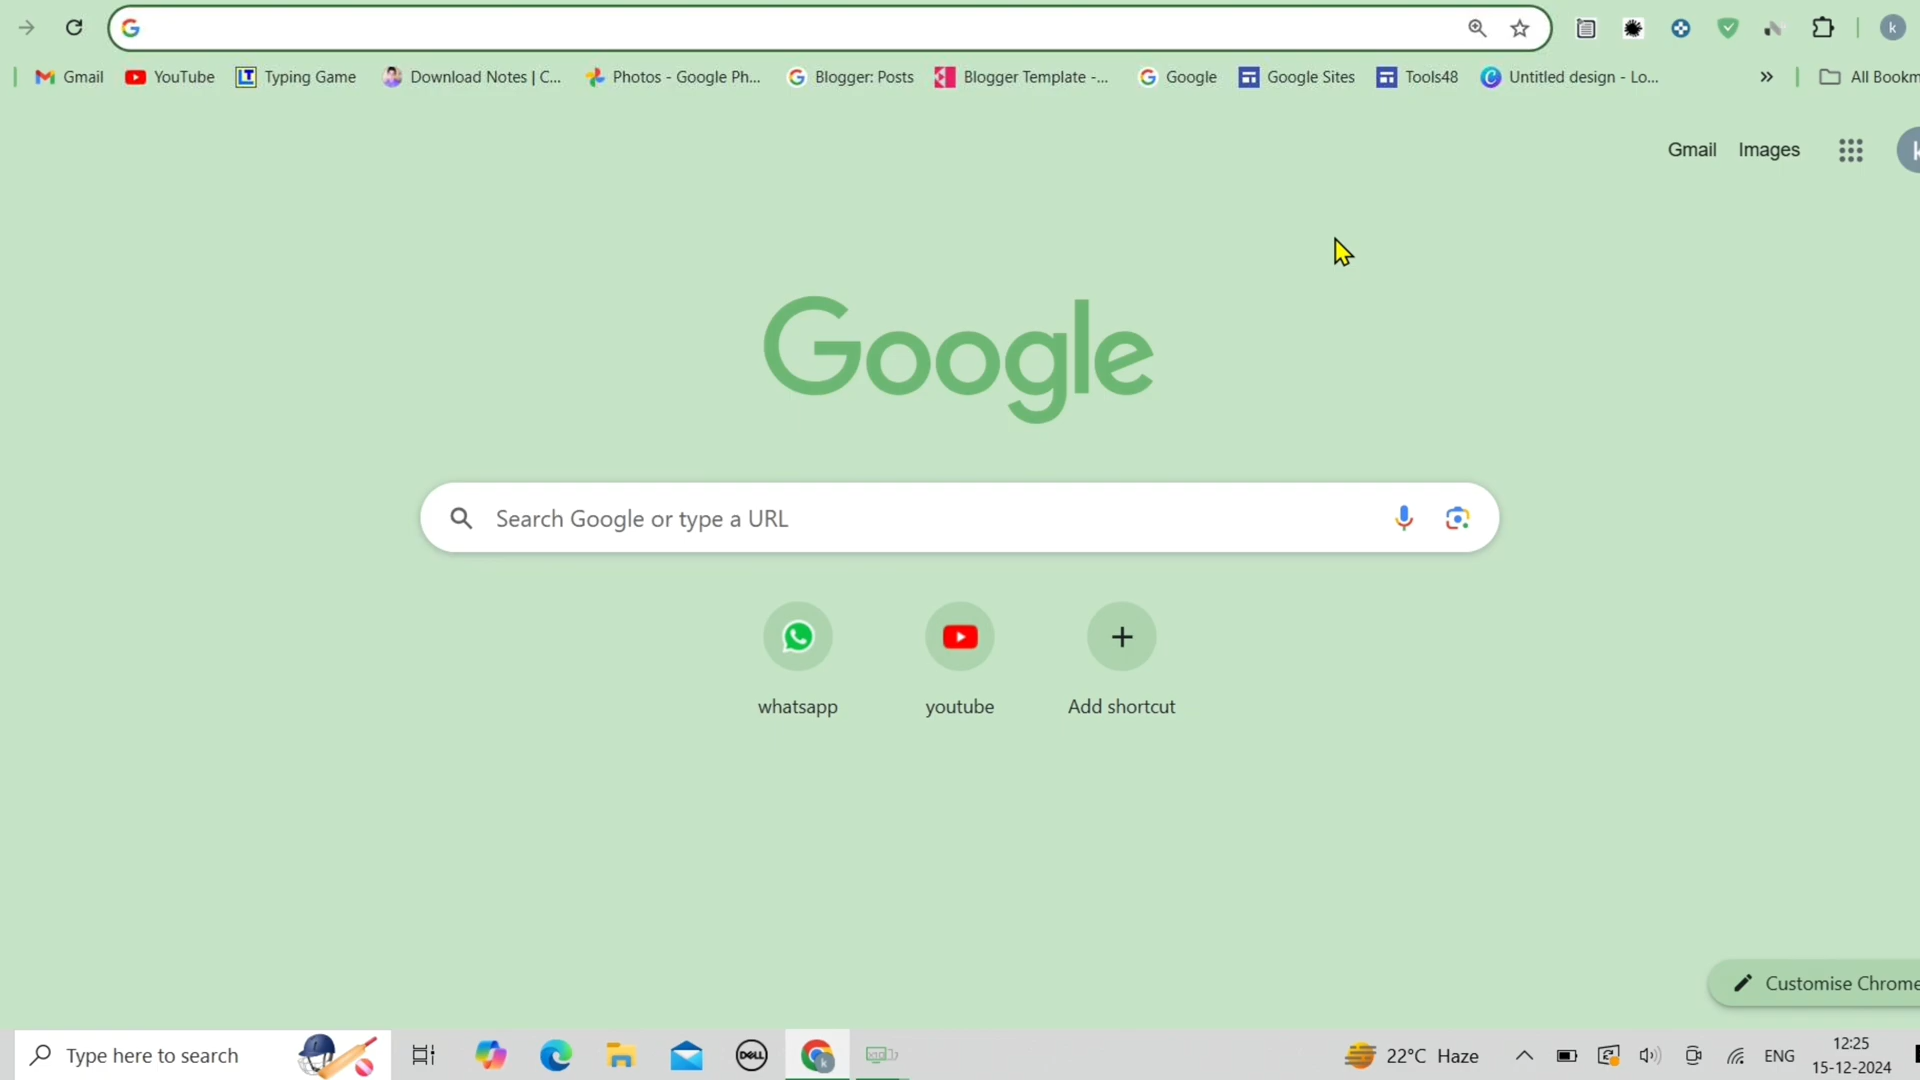 Gmail YouTube Typing Game Download Notes | C... Photos - Google Ph... Blogger: Posts Blogger Template -... Google Google Sites Tools48 Untitled design - Lo... » All Bookm
Gmail Images
Google
Search Google or type a URL
whatsapp youtube Add shortcut
Customise Chrome
Type here to search 22°C Haze ENG 12:25
15-12-2024